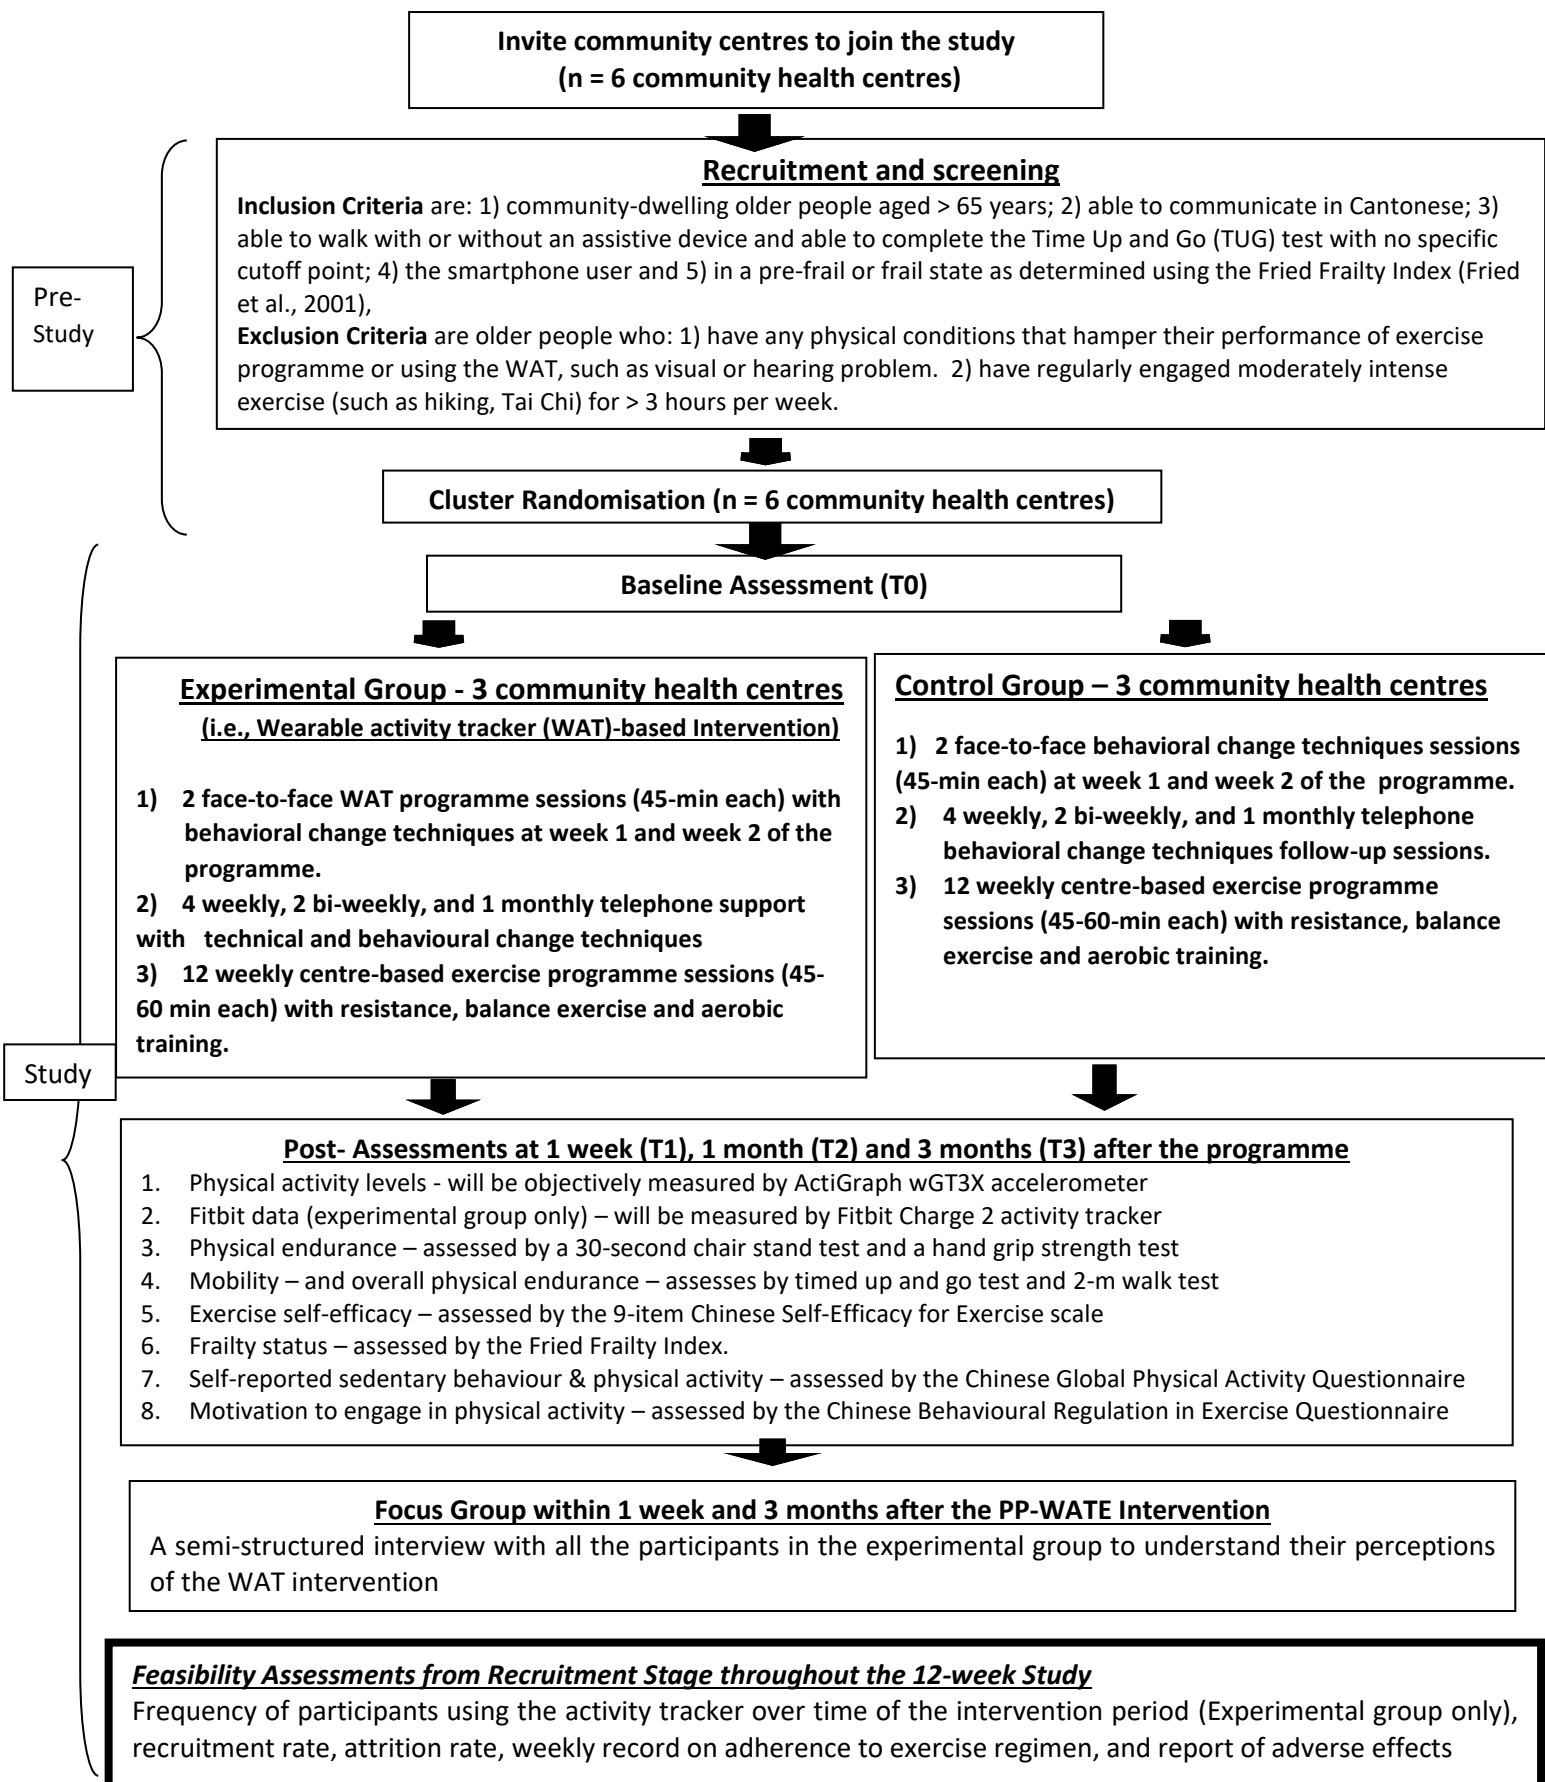 Invite community centres to join the study
(n = 6 community health centres)
Recruitment and screening
Inclusion Criteria are: 1) community-dwelling older people aged > 65 years; 2) able to communicate in Cantonese; 3)
able to walk with or without an assistive device and able to complete the Time Up and Go (TUG) test with no specific
cutoff point; 4) the smartphone user and 5) in a pre-frail or frail state as determined using the Fried Frailty Index (Fried
et al., 2001),
Exclusion Criteria are older people who: 1) have any physical conditions that hamper their performance of exercise
programme or using the WAT, such as visual or hearing problem.  2) have regularly engaged moderately intense
exercise (such as hiking, Tai Chi) for > 3 hours per week.
Pre-
Study
Cluster Randomisation (n = 6 community health centres)
Baseline Assessment (T0)
Experimental Group - 3 community health centres
(i.e., Wearable activity tracker (WAT)-based Intervention)
1) 2 face-to-face WAT programme sessions (45-min each) with
behavioral change techniques at week 1 and week 2 of the
programme.
2) 4 weekly, 2 bi-weekly, and 1 monthly telephone support
with technical and behavioural change techniques
3) 12 weekly centre-based exercise programme sessions (45-
60 min each) with resistance, balance exercise and aerobic
training.
Control Group – 3 community health centres
1) 2 face-to-face behavioral change techniques sessions
(45-min each) at week 1 and week 2 of the programme.
2) 4 weekly, 2 bi-weekly, and 1 monthly telephone
behavioral change techniques follow-up sessions.
3) 12 weekly centre-based exercise programme
sessions (45-60-min each) with resistance, balance
exercise and aerobic training.
Study
Post- Assessments at 1 week (T1), 1 month (T2) and 3 months (T3) after the programme
1. Physical activity levels - will be objectively measured by ActiGraph wGT3X accelerometer
2. Fitbit data (experimental group only) – will be measured by Fitbit Charge 2 activity tracker
3. Physical endurance – assessed by a 30-second chair stand test and a hand grip strength test
4. Mobility – and overall physical endurance – assesses by timed up and go test and 2-m walk test
5. Exercise self-efficacy – assessed by the 9-item Chinese Self-Efficacy for Exercise scale
6. Frailty status – assessed by the Fried Frailty Index.
7. Self-reported sedentary behaviour & physical activity – assessed by the Chinese Global Physical Activity Questionnaire
8. Motivation to engage in physical activity – assessed by the Chinese Behavioural Regulation in Exercise Questionnaire
Focus Group within 1 week and 3 months after the PP-WATE Intervention
A semi-structured interview with all the participants in the experimental group to understand their perceptions
of the WAT intervention
Feasibility Assessments from Recruitment Stage throughout the 12-week Study
Frequency of participants using the activity tracker over time of the intervention period (Experimental group only),
recruitment rate, attrition rate, weekly record on adherence to exercise regimen, and report of adverse effects